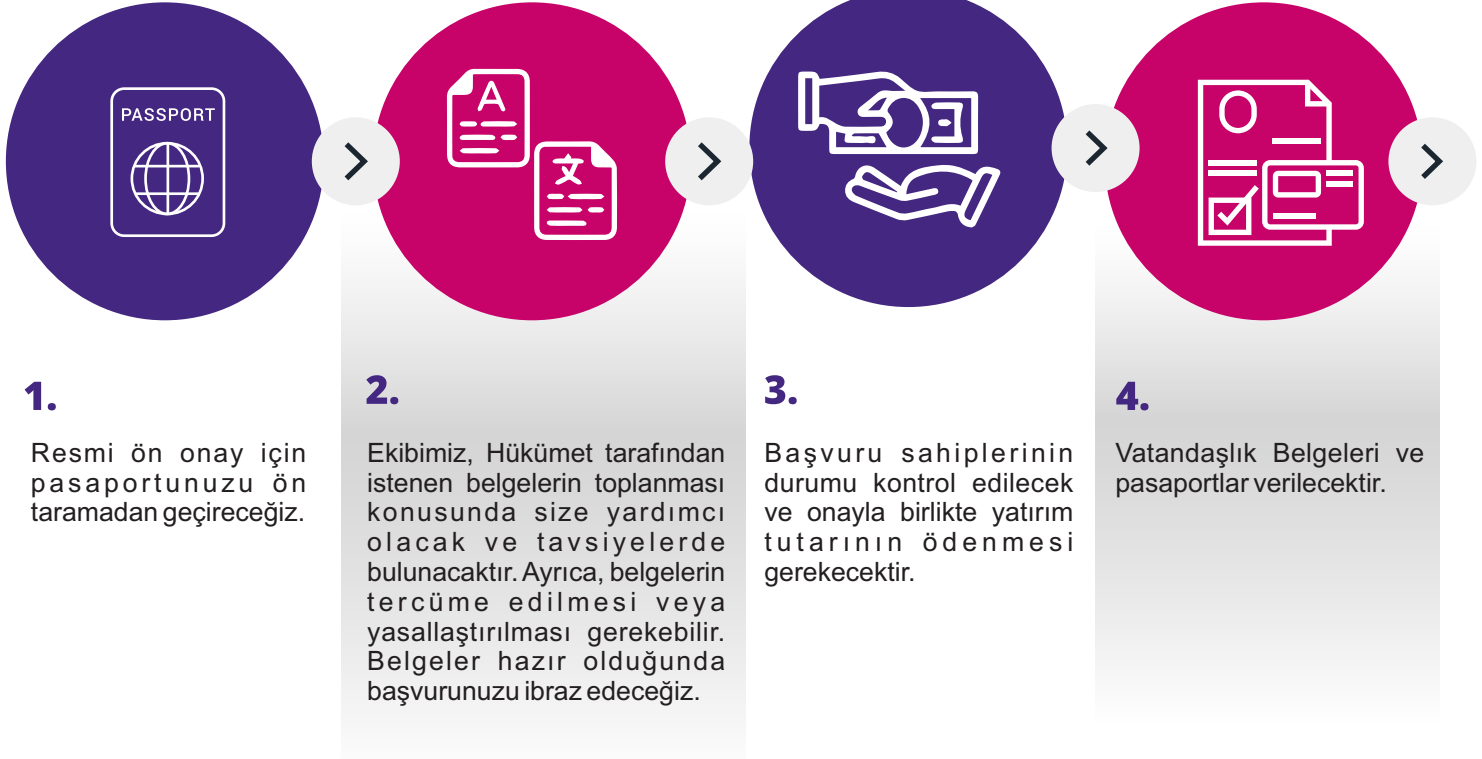 PASSPORT
A
文
1.
Resmi ön onay için
pasaportunuzu ön
taramadan geçireceğiz.
2.
Ekibimiz, Hükümet tarafından
istenen belgelerin toplanması
konusunda size yardımcı
olacak ve tavsiyelerde
bulunacaktır. Ayrıca, belgelerin
tercüme edilmesi veya
yasallaştırılması gerekebilir.
Belgeler hazır olduğunda
başvurunuzu ibraz edeceğiz.
3.
Başvuru sahiplerinin
durumu kontrol edilecek
ve onayla birlikte yatırım
tutarının ödenmesi
gerekecektir.
4.
Vatandaşlık Belgeleri ve
pasaportlar verilecektir.